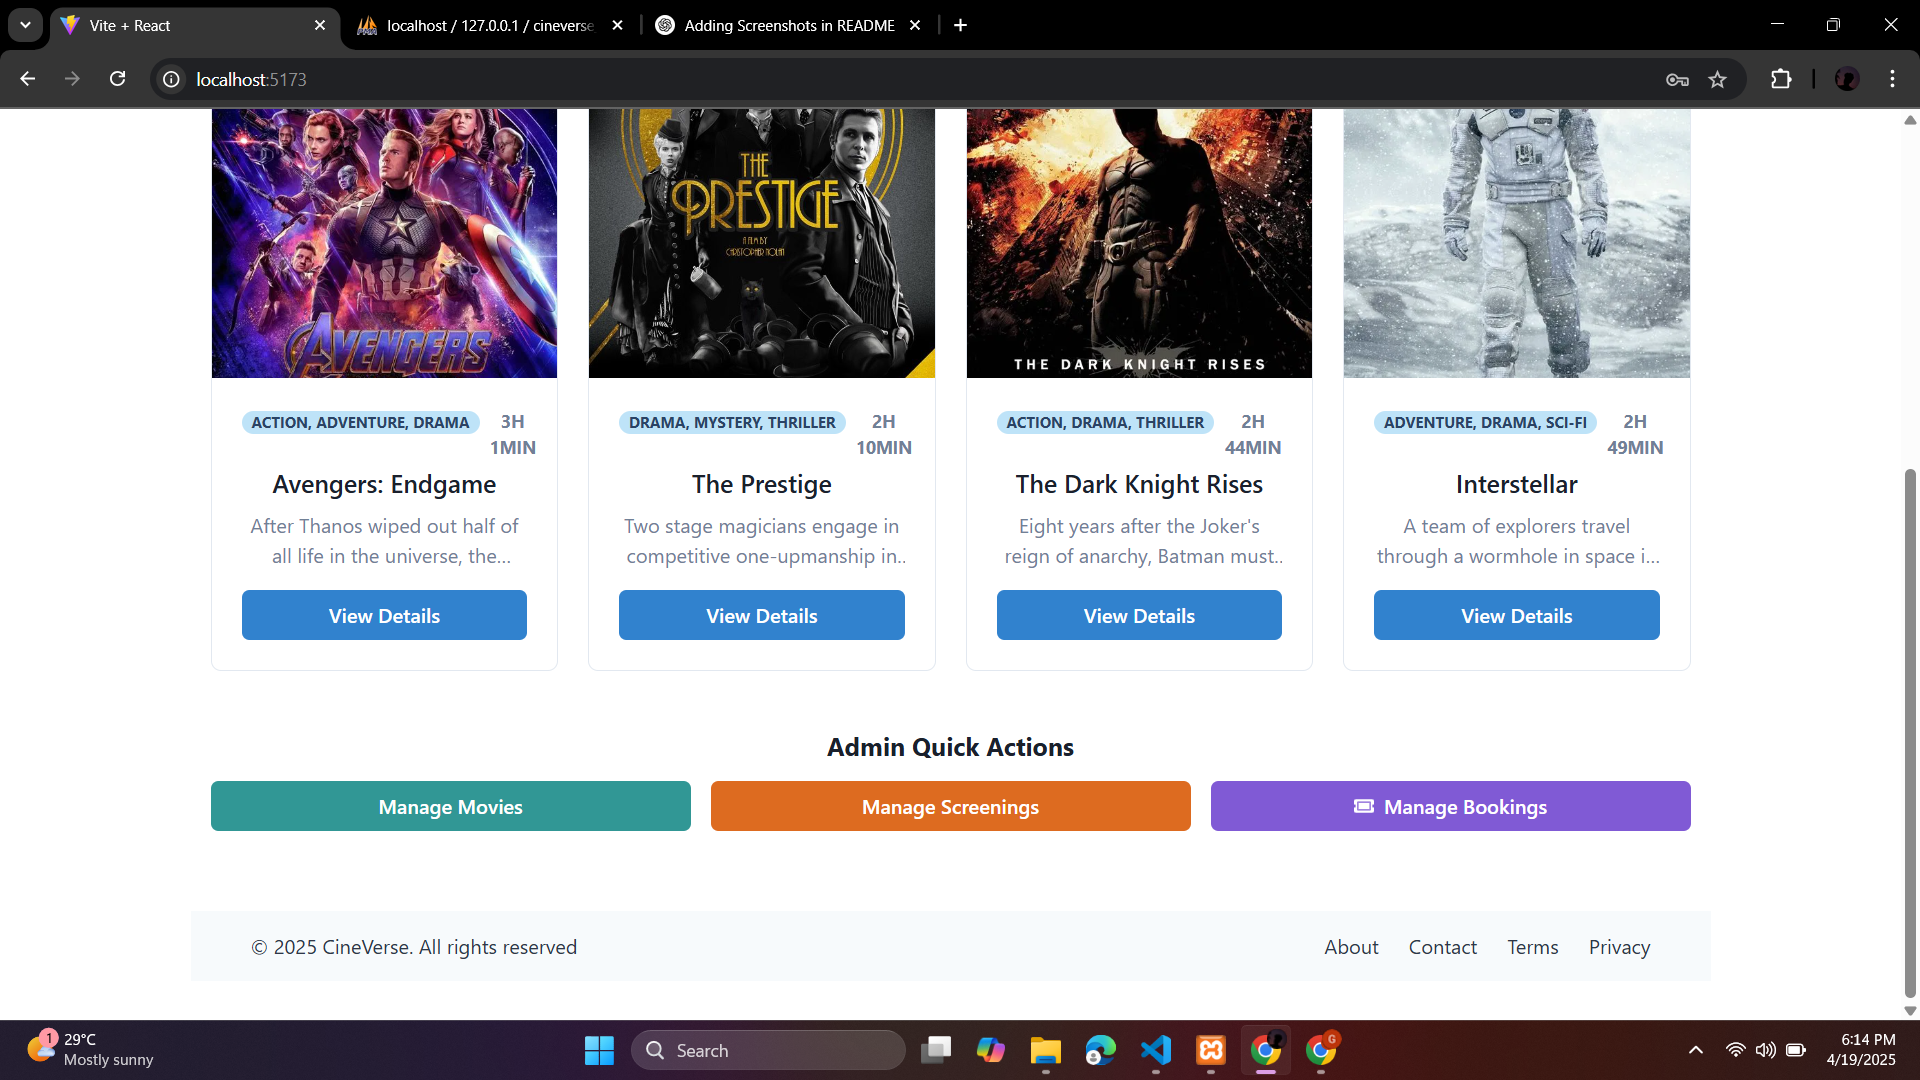 Vite + React
localhost / 127.0.0.1 / cineverse
Adding Screenshots in README
localhost:5173
AVENGERS
THE
PRESTIGE
A FILM BY
CHRISTOPHER NOLAN
THE DARK KNIGHT RISES
ACTION, ADVENTURE, DRAMA
3H
1MIN
Avengers: Endgame
After Thanos wiped out half of
all life in the universe, the...
View Details
DRAMA, MYSTERY, THRILLER
2H
10MIN
The Prestige
Two stage magicians engage in
competitive one-upmanship in..
View Details
ACTION, DRAMA, THRILLER
2H
44MIN
The Dark Knight Rises
Eight years after the Joker's
reign of anarchy, Batman must..
View Details
ADVENTURE, DRAMA, SCI-FI
2H
49MIN
Interstellar
A team of explorers travel
through a wormhole in space i...
View Details
Admin Quick Actions
Manage Movies
Manage Screenings
Manage Bookings
© 2025 CineVerse. All rights reserved
About
Contact
Terms
Privacy
1
29°C
Mostly sunny
Search
G
6:14 PM
4/19/2025